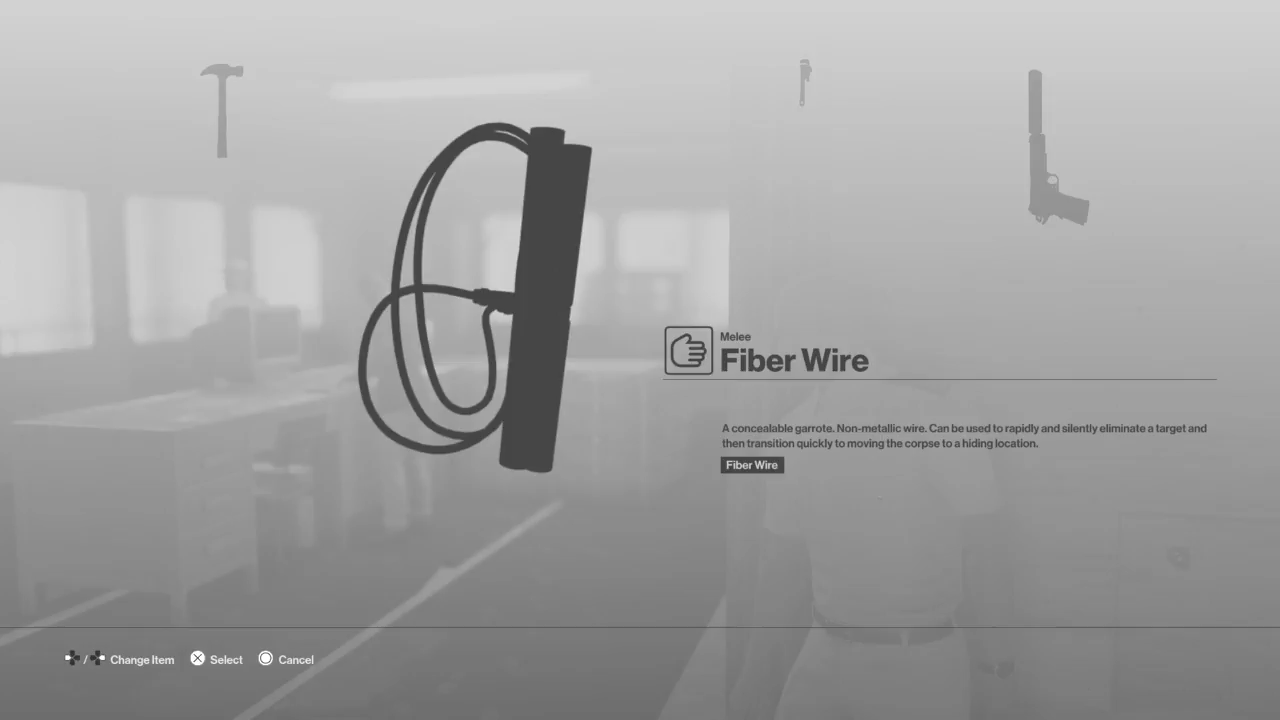 Melee
Fiber Wire
A concealable garrote. Non-metallic wire. Can be used to rapidly and silently eliminate a target and
then transition quickly to moving the corpse to a hiding location.
Fiber Wire
/ Change Item Select Cancel